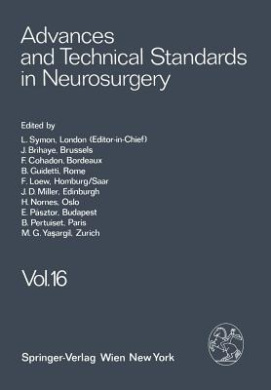 Advances
and Technical Standards
in Neurosurgery
Edited by
L. Symon, London (Editor-in-Chief)
J. Brihaye, Brussels
F. Cohadon, Bordeaux
B. Guidetti, Rome
F. Loew, Homburg/Saar
J. D. Miller, Edinburgh
H. Nornes, Oslo
E. Pásztor, Budapest
B. Pertuiset, Paris
M. G. Yaşargil, Zurich
Vol. 16
Springer-Verlag Wien New York